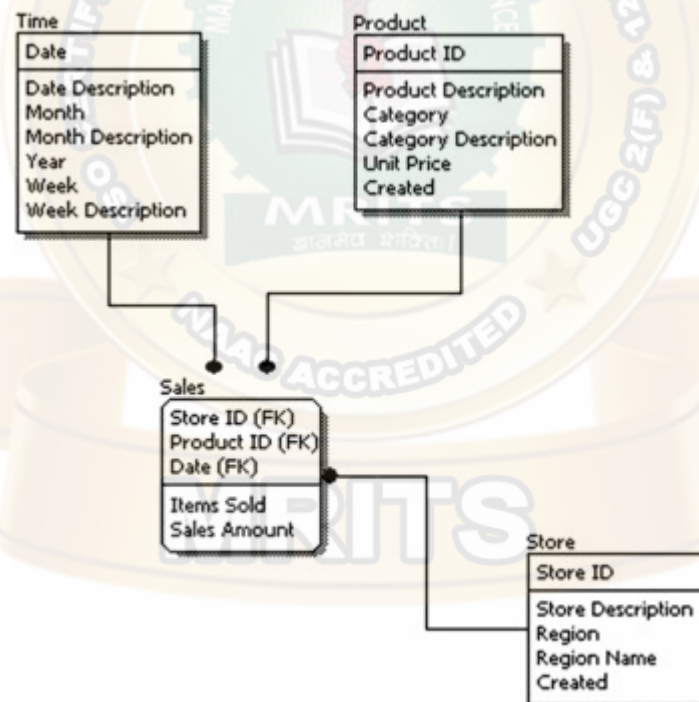 Time
Date
Date Description
Month
Month Description
Year
Week
Week Description
Product
Product ID
Product Description
Category
Category Description
Unit Price
Created
MRITS
UGC 2(F) & 12
NAAC ACCREDITED
Sales
Store ID (FK)
Product ID (FK)
Date (FK)
Items Sold
Sales Amount
MRITS
Store
Store ID
Store Description
Region
Region Name
Created